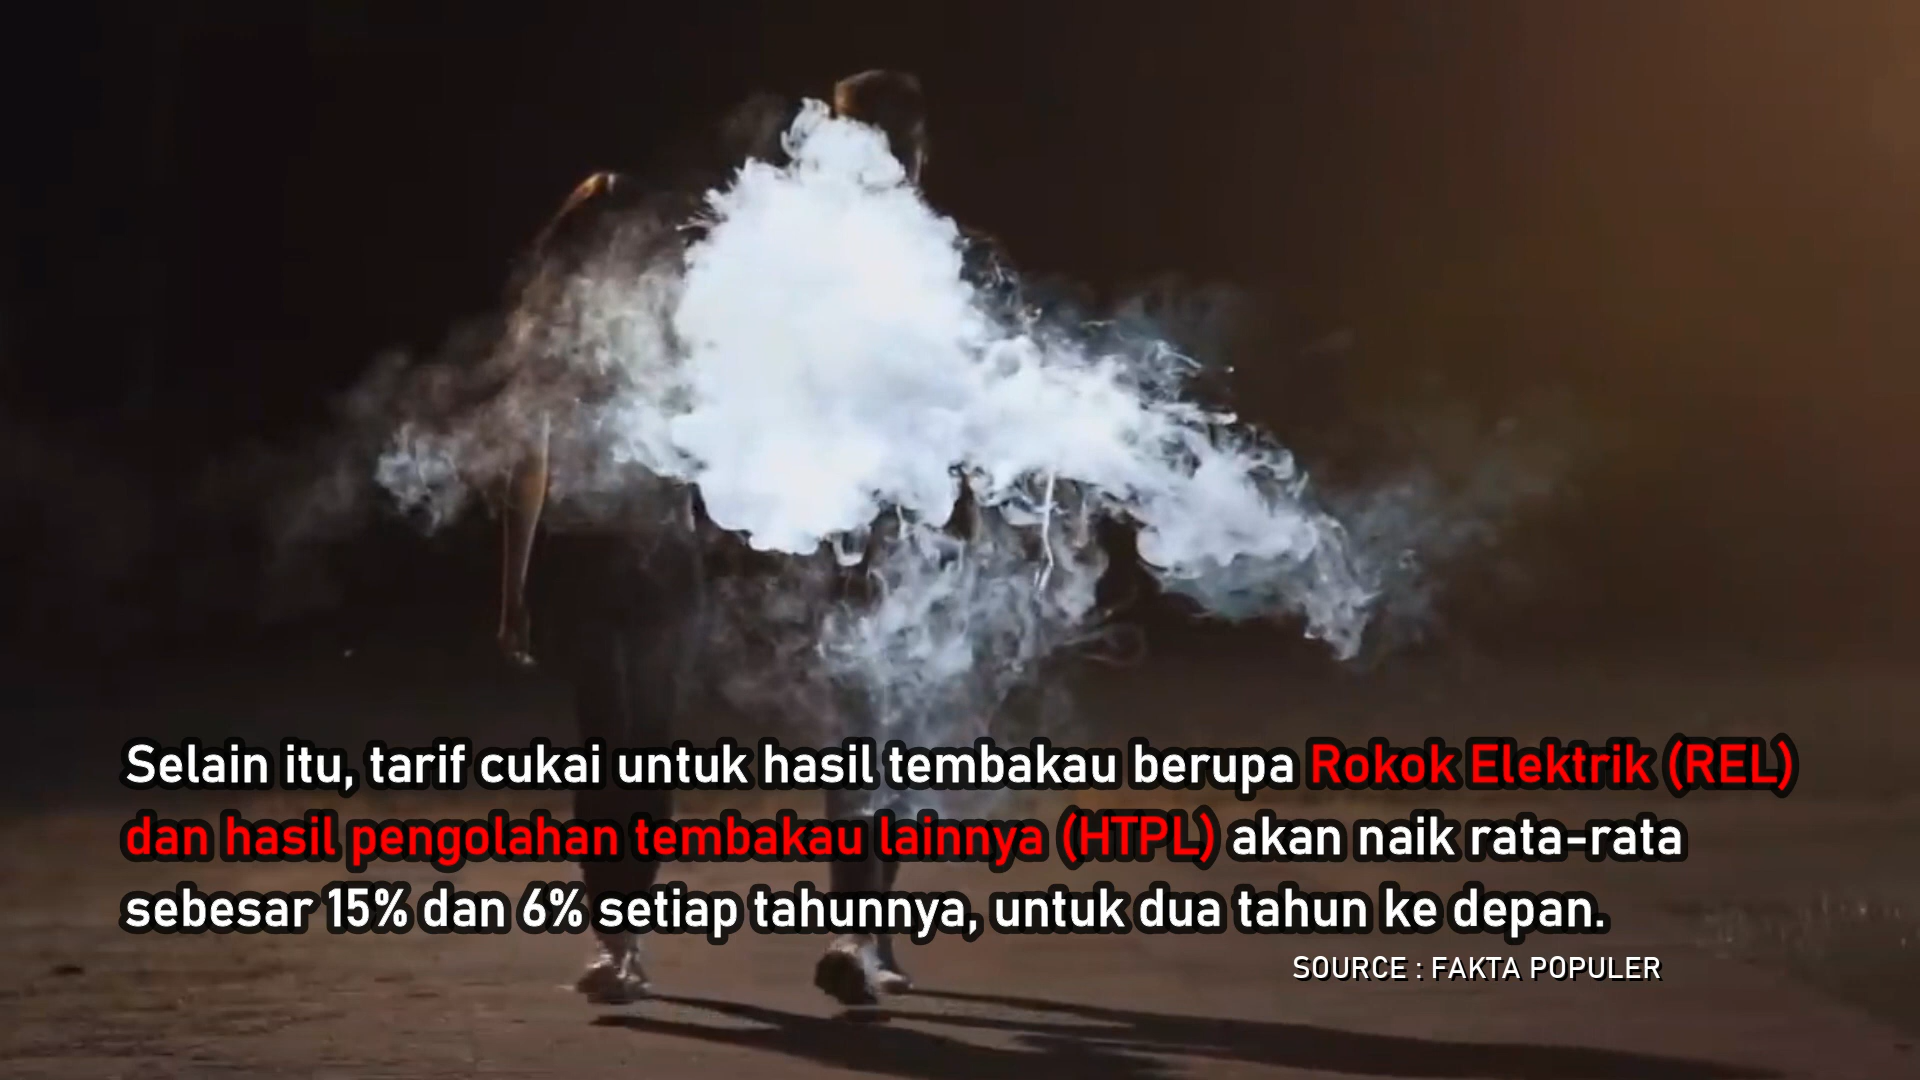 Selain itu, tarif cukai untuk hasil tembakau berupa Rokok Elektrik (REL)
dan hasil pengolahan tembakau lainnya (HTPL) akan naik rata-rata
sebesar 15% dan 6% setiap tahunnya, untuk dua tahun ke depan.
SOURCE : FAKTA POPULER